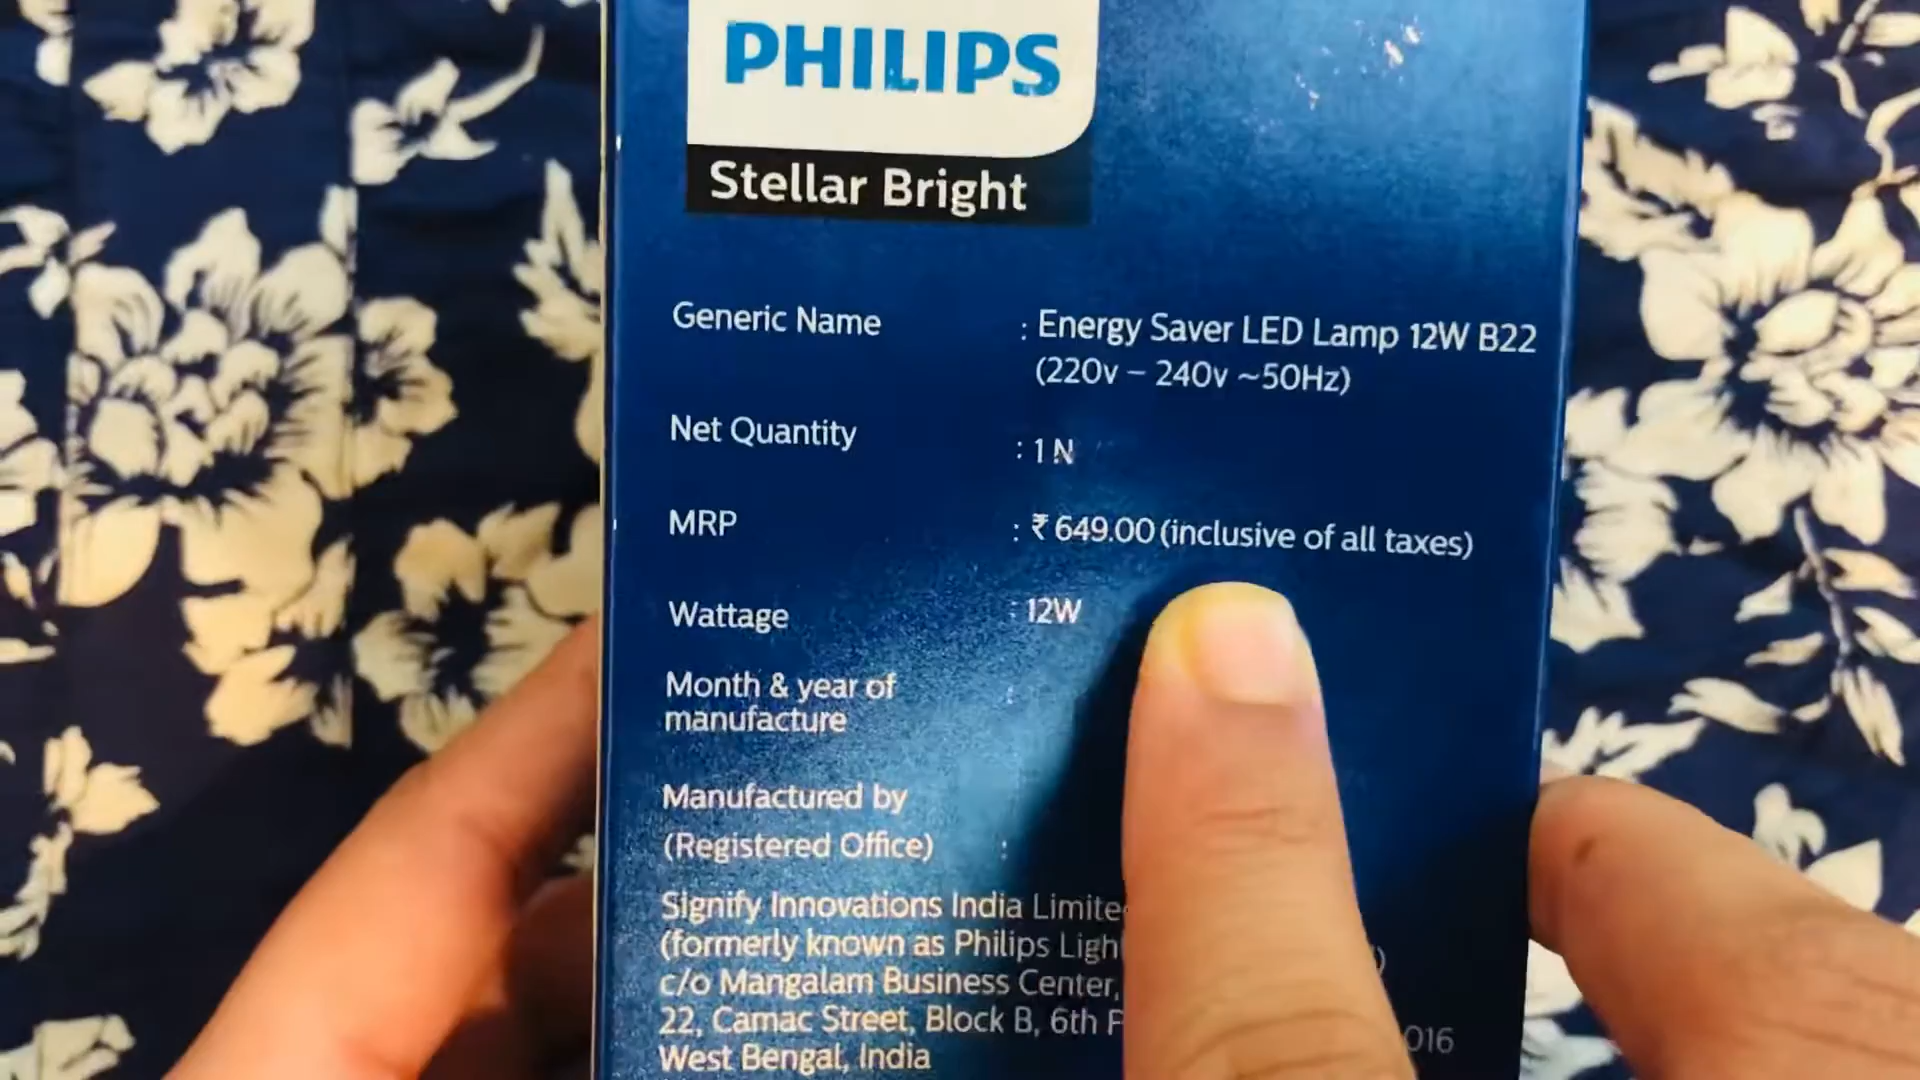 PHILIPS
Stellar Bright
Generic Name : Energy Saver LED Lamp 12W B22
(220v – 240v ~50Hz)
Net Quantity : 1 N
MRP : ₹ 649.00 (inclusive of all taxes)
Wattage : 12W
Month & year of
manufacture :
Manufactured by
(Registered Office) :
Signify Innovations India
(formerly known as Philips
c/o Mangalam Business Center,
22, Camac Street, Block B, 6th
016
West Bengal, India